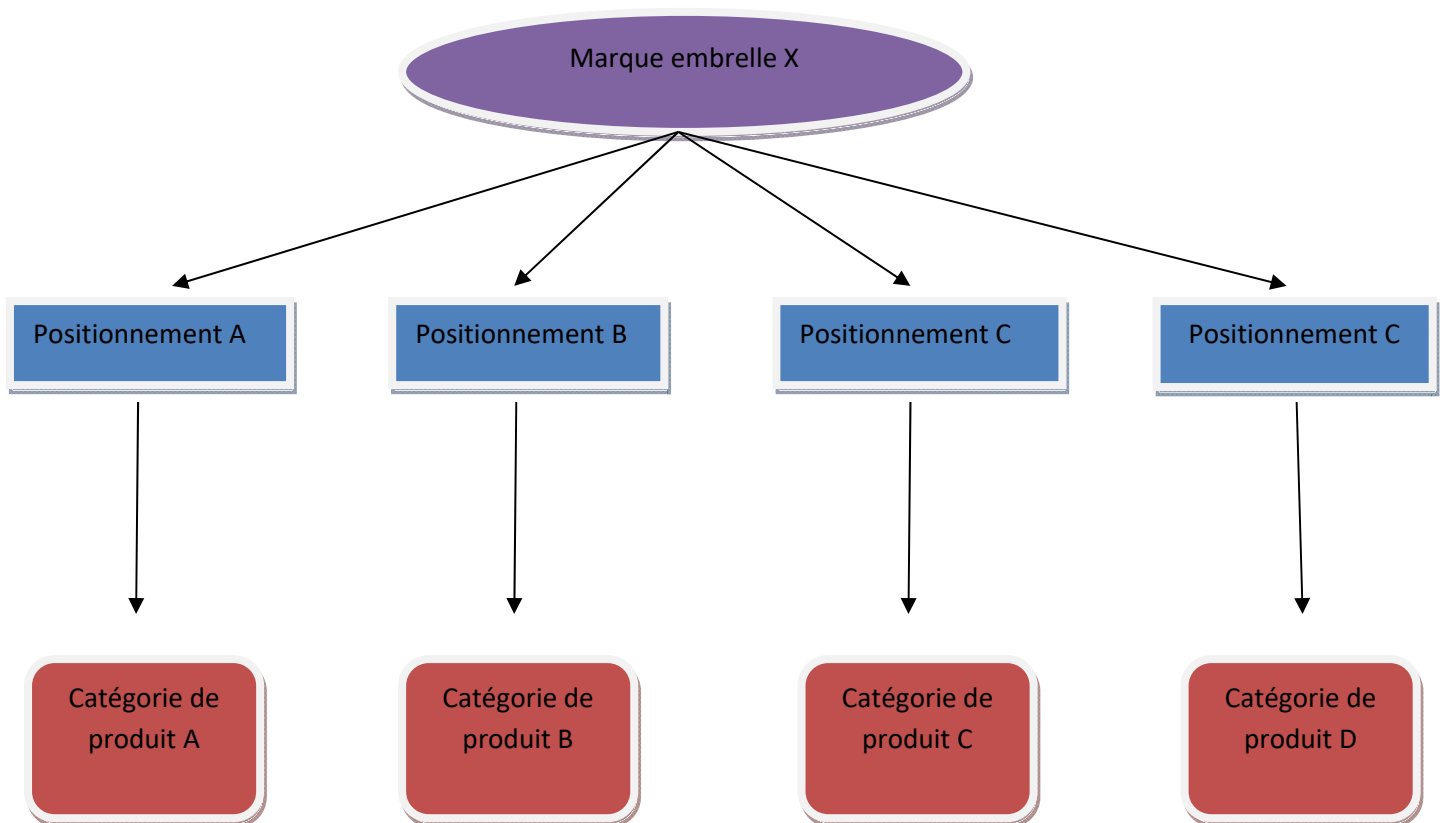 Marque embrelle X
Positionnement A
Positionnement B
Positionnement C
Positionnement C
Catégorie de
produit A
Catégorie de
produit B
Catégorie de
produit C
Catégorie de
produit D